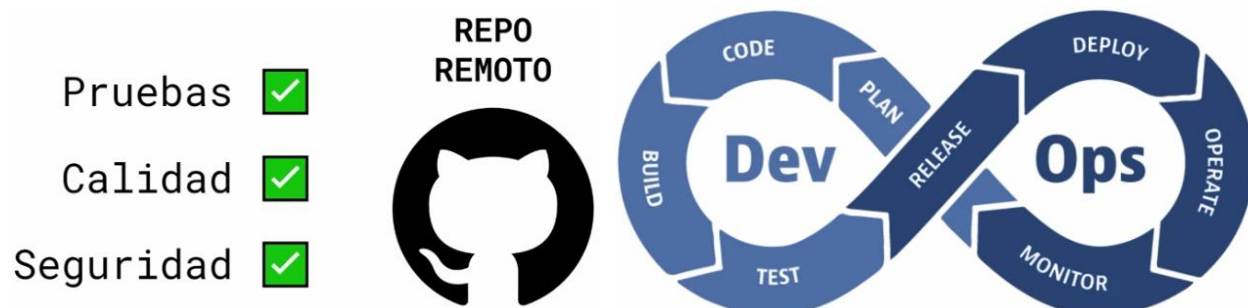 Pruebas
Calidad
Seguridad
REPO
REMOTO
Dev
PLAN
CODE
BUILD
TEST
Ops
RELEASE
DEPLOY
OPERATE
MONITOR